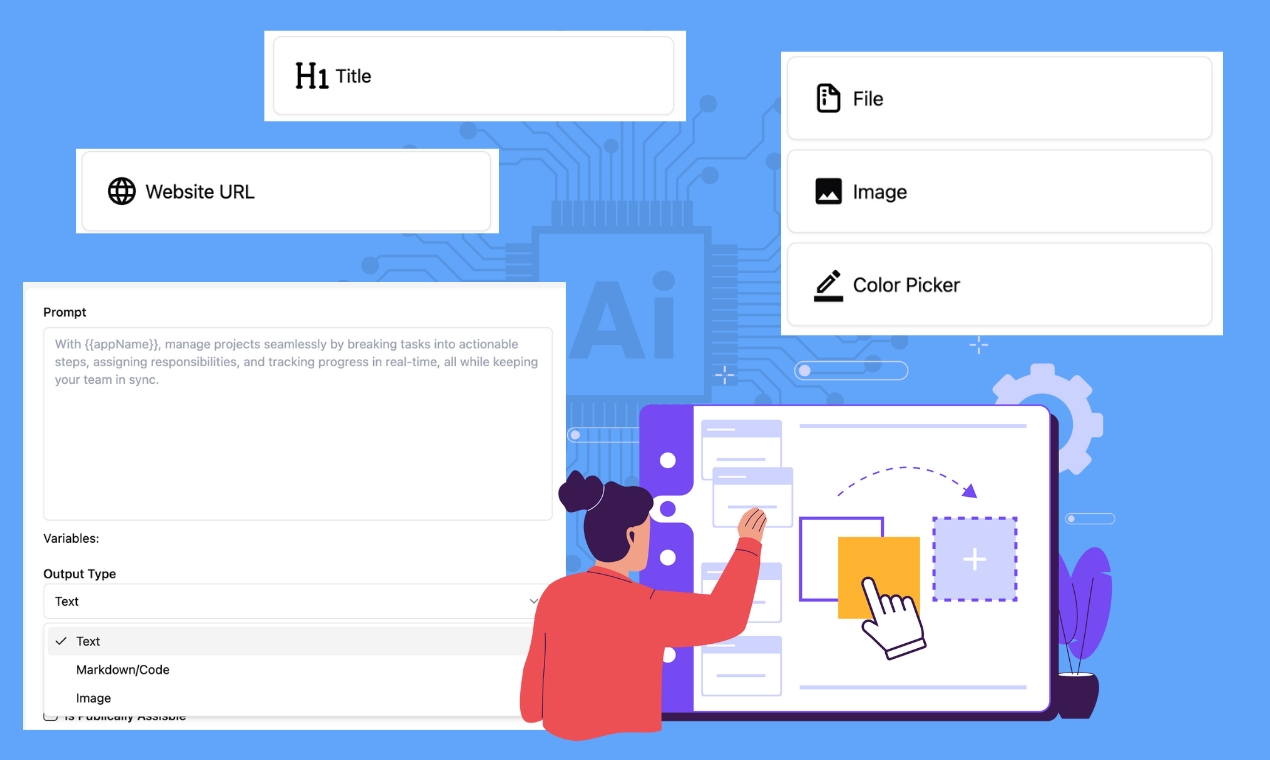 H1 Title
Website URL
File
Image
Color Picker
Ai
Prompt
With {{appName}}, manage projects seamlessly by breaking tasks into actionable
steps, assigning responsibilities, and tracking progress in real-time, all while keeping
your team in sync.
Variables:
Output Type
Text
Text
Markdown/Code
Image
Is Publically Assisble